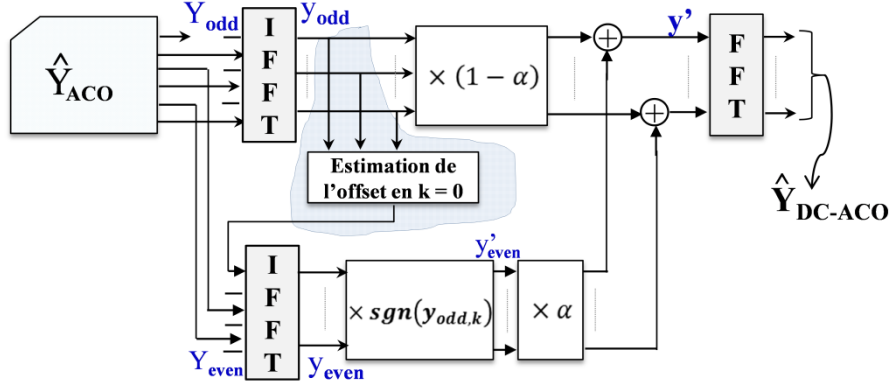 Ŷ_ACO
Y_odd
I
F
F
T
y_odd
× (1 − α)
y'
F
F
T
Ŷ_DC-ACO
Estimation de
l'offset en k = 0
I
F
F
T
Y_even
y_even
× sgn(y_odd,k)
y'_even
× α